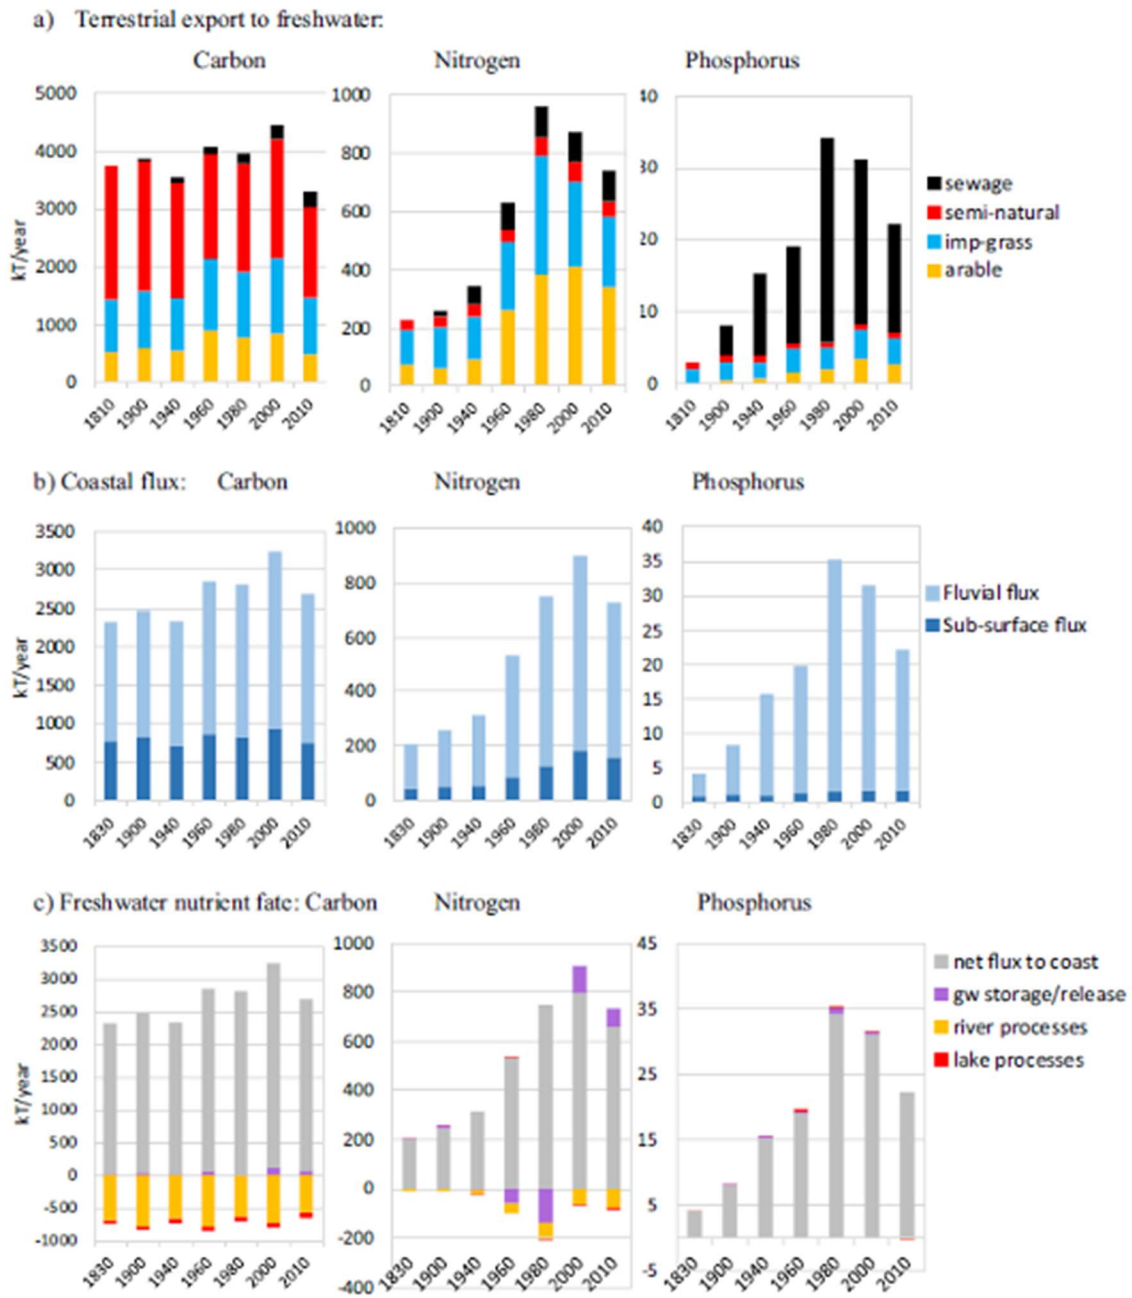 a) Terrestrial export to freshwater:
Carbon Nitrogen Phosphorus
5000
4000
3000
2000
1000
0
kT/year
1810 1900 1940 1960 1980 2000 2010
1000
800
600
400
200
0
1810 1900 1940 1960 1980 2000 2010
40
30
20
10
0
1810 1900 1940 1960 1980 2000 2010
sewage
semi-natural
imp-grass
arable
b) Coastal flux: Carbon Nitrogen Phosphorus
3500
3000
2500
2000
1500
1000
500
0
kT/year
1830 1900 1940 1960 1980 2000 2010
1000
800
600
400
200
0
1830 1900 1940 1960 1980 2000 2010
40
35
30
25
20
15
10
5
0
1830 1900 1940 1960 1980 2000 2010
Fluvial flux
Sub-surface flux
c) Freshwater nutrient fate: Carbon Nitrogen Phosphorus
3500
3000
2500
2000
1500
1000
500
0
-500
-1000
kT/year
1830 1900 1940 1960 1980 2000 2010
1000
800
600
400
200
0
-200
-400
1830 1900 1940 1960 1980 2000 2010
45
35
25
15
5
-5
1830 1900 1940 1960 1980 2000 2010
net flux to coast
gw storage/release
river processes
lake processes